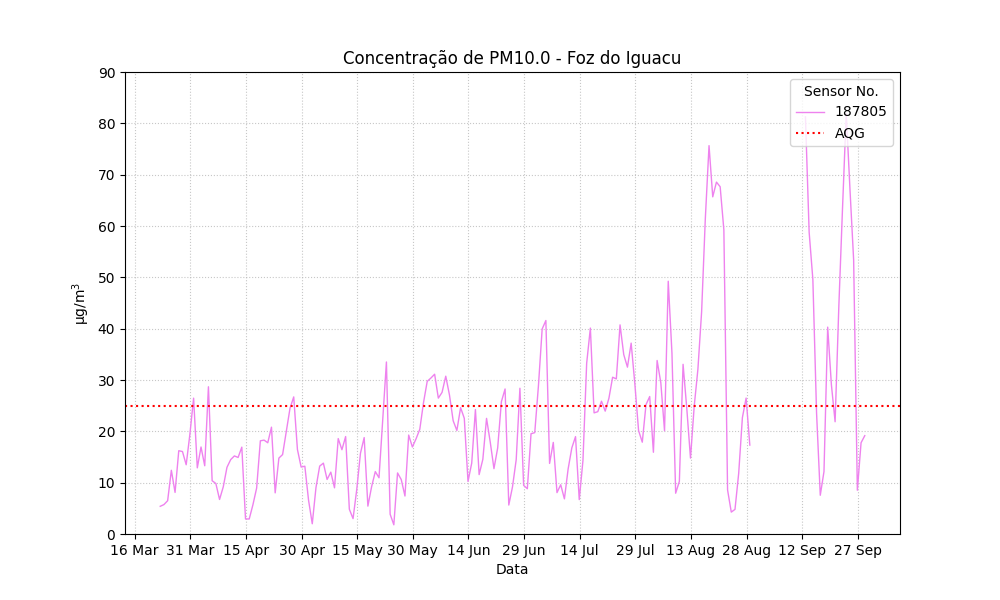 Concentração de PM10.0 - Foz do Iguacu
Sensor No.
187805
AQG
µg/m³
90
80
70
60
50
40
30
20
10
0
16 Mar 31 Mar 15 Apr 30 Apr 15 May 30 May 14 Jun 29 Jun 14 Jul 29 Jul 13 Aug 28 Aug 12 Sep 27 Sep
Data